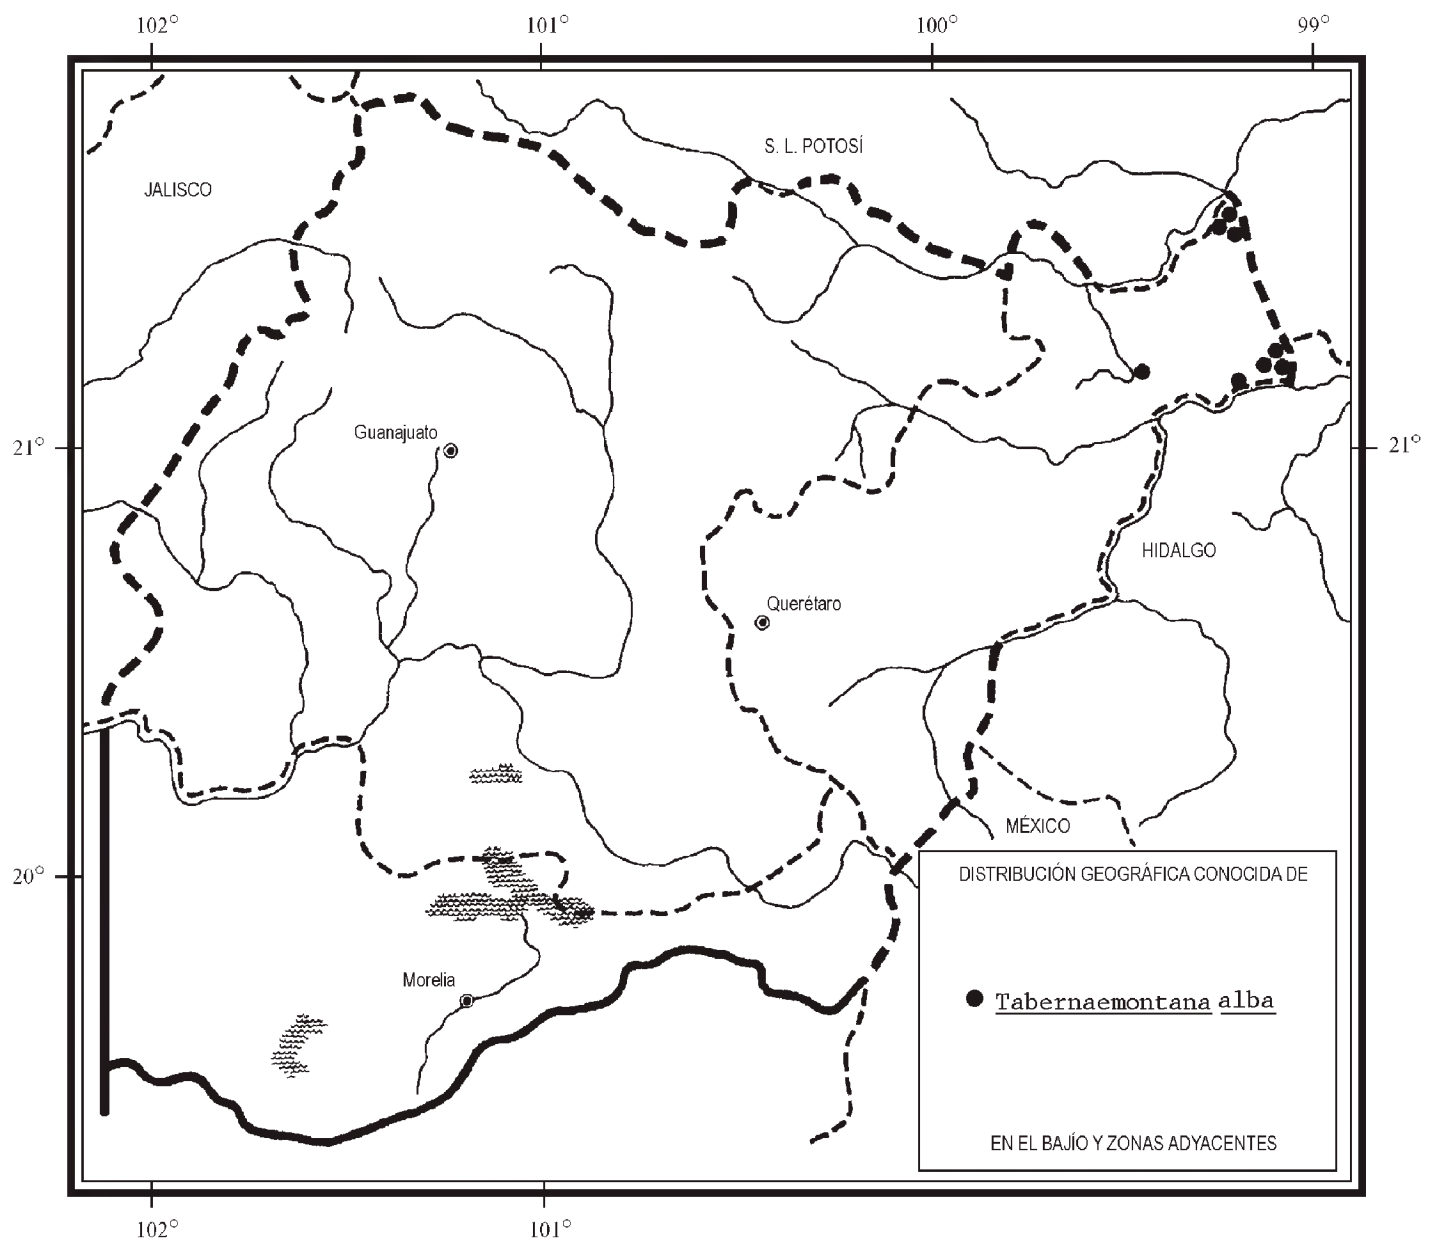 102° 101° 100° 99°
S. L. POTOSÍ
JALISCO
Guanajuato
21° 21°
HIDALGO
Querétaro
MÉXICO
20°
DISTRIBUCIÓN GEOGRÁFICA CONOCIDA DE
Morelia
Tabernaemontana alba
EN EL BAJÍO Y ZONAS ADYACENTES
102° 101°